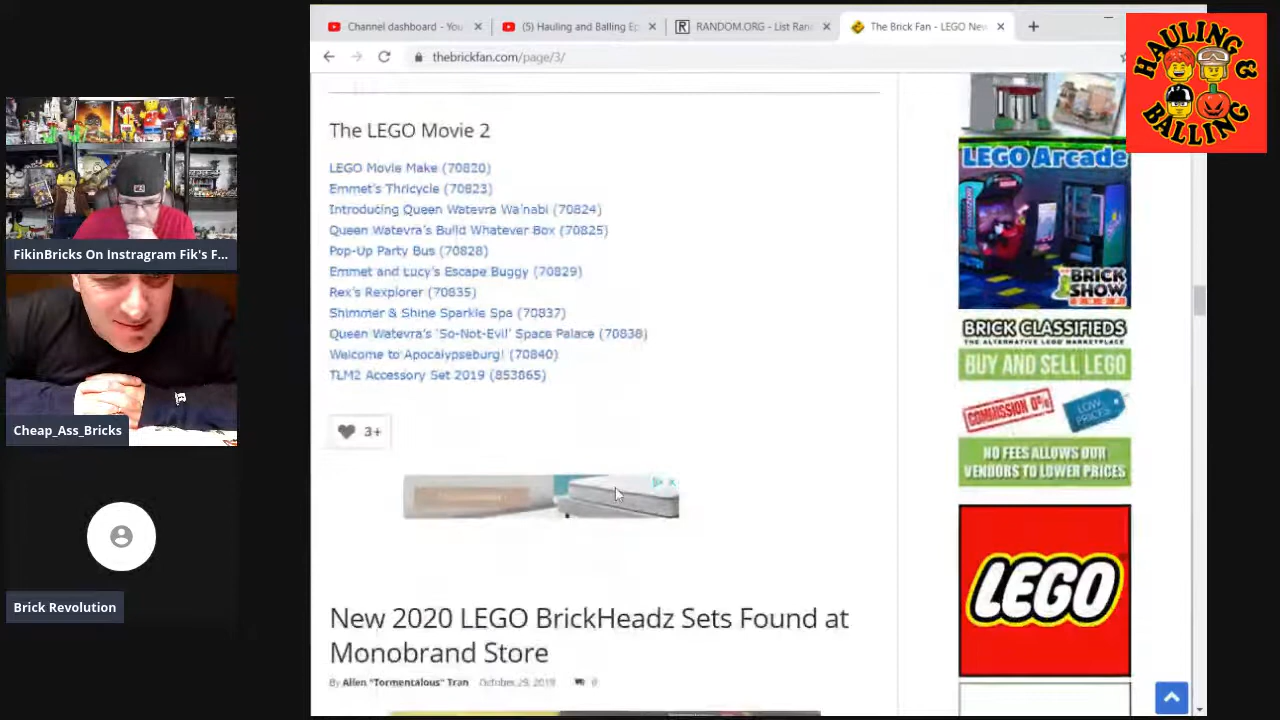 Channel dashboard - You
(5) Hauling and Balling Ep
RANDOM.ORG - List Ran
The Brick Fan - LEGO New
thebrickfan.com/page/3/
HAULING &
BALLING
The LEGO Movie 2
LEGO Movie Make (70820)
Emmet's Thricycle (70823)
Introducing Queen Watevra Wa'nabi (70824)
Queen Watevra's Build Whatever Box (70825)
Pop-Up Party Bus (70828)
Emmet and Lucy's Escape Buggy (70829)
Rex's Rexplorer (70835)
Shimmer & Shine Sparkle Spa (70837)
Queen Watevra's 'So-Not-Evil' Space Palace (70838)
Welcome to Apocalypseburg! (70840)
TLM2 Accessory Set 2019 (853865)
3+
New 2020 LEGO BrickHeadz Sets Found at
Monobrand Store
By Allen "Tormentalous" Tran October 29, 2019 0
LEGO Arcade
BRICK
SHOW
BRICK CLASSIFIEDS
THE ALTERNATIVE LEGO MARKETPLACE
BUY AND SELL LEGO
COMMISSION 0%
LOW
PRICES
NO FEES ALLOWS OUR
VENDORS TO LOWER PRICES
LEGO
FikinBricks On Instragram Fik's F...
Cheap_Ass_Bricks
Brick Revolution